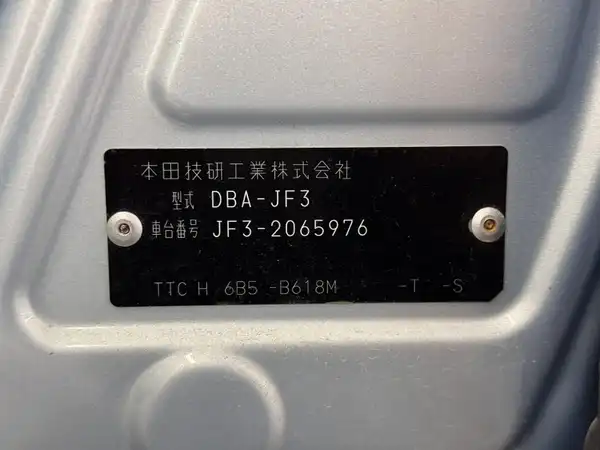 本田技研工業株式会社
型式 DBA-JF3
車台番号 JF3-2065976
TTC H 6B5 -B618M -T -S